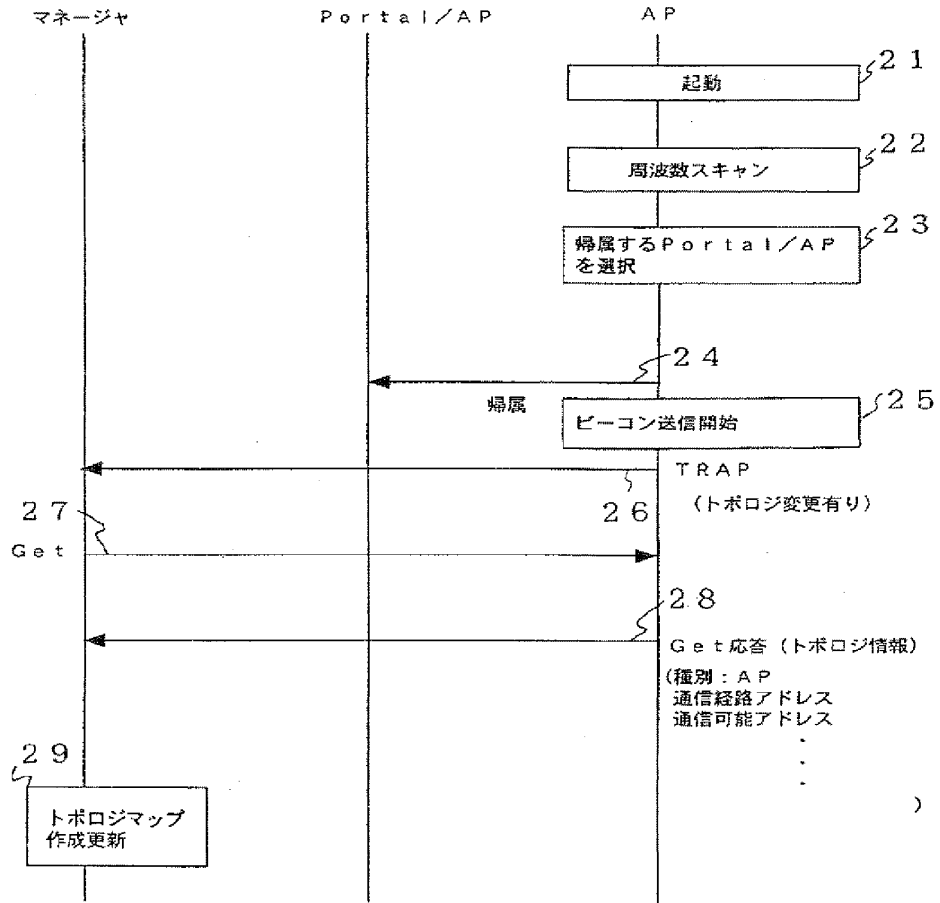 マネージャ
Ｐｏｒｔａｌ／ＡＰ
ＡＰ
起動
２１
周波数スキャン
２２
帰属するＰｏｒｔａｌ／ＡＰ
を選択
２３
２４
帰属
ビーコン送信開始
２５
ＴＲＡＰ
（トポロジ変更有り）
２６
２７
Ｇｅｔ
２８
Ｇｅｔ応答（トポロジ情報）
（種別：ＡＰ
通信経路アドレス
通信可能アドレス
・
・
・
）
２９
トポロジマップ
作成更新